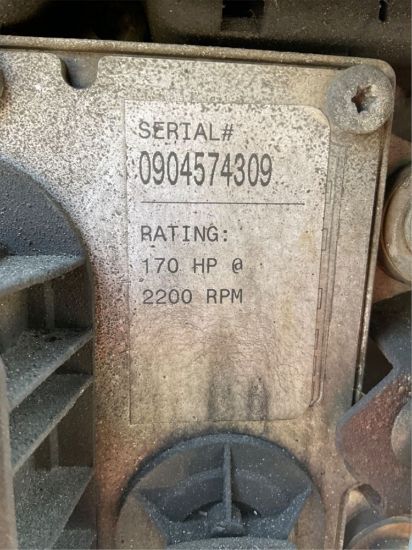 SERIAL#
0904574309
RATING:
170 HP @
2200 RPM